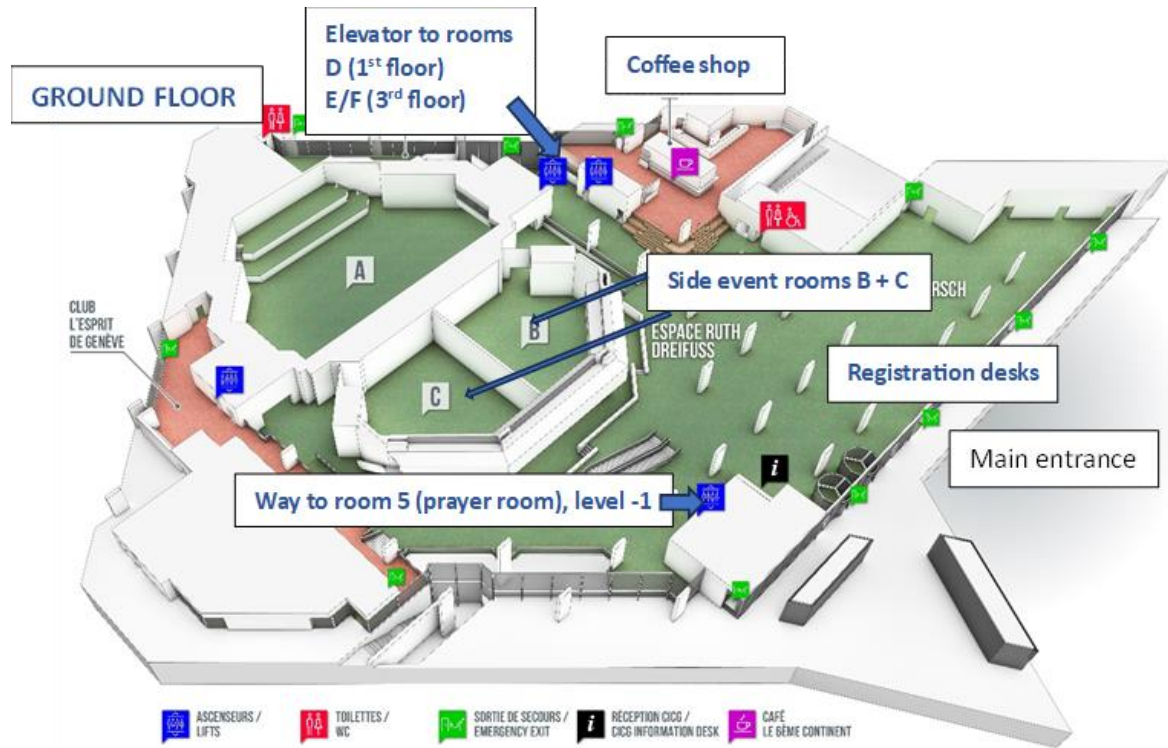 Elevator to rooms
D (1st floor)
E/F (3rd floor)
Coffee shop
GROUND FLOOR
A
Side event rooms B + C
B
RSCH
ESPACE RUTH
DREIFUSS
CLUB
L'ESPRIT
DE GENÈVE
C
Registration desks
Main entrance
i
Way to room 5 (prayer room), level -1
ASCENSEURS /
LIFTS
TOILETTES /
WC
SORTIE DE SECOURS /
EMERGENCY EXIT
i
RÉCEPTION CICG /
CICG INFORMATION DESK
CAFÉ
LE 6ÈME CONTINENT